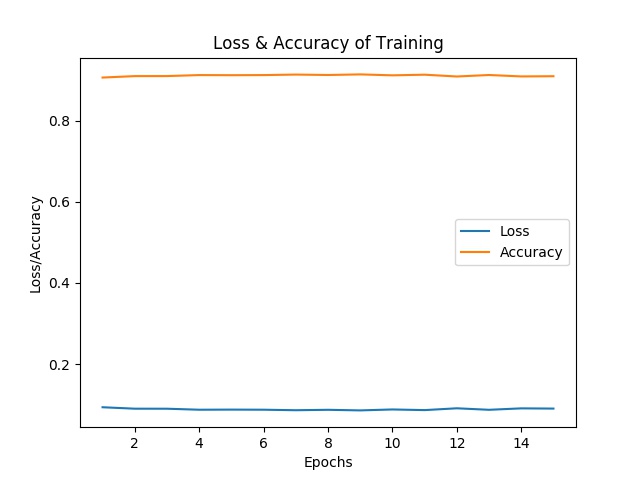 Loss & Accuracy of Training
Loss/Accuracy
0.8
0.6
0.4
0.2
Loss
Accuracy
2 4 6 8 10 12 14
Epochs